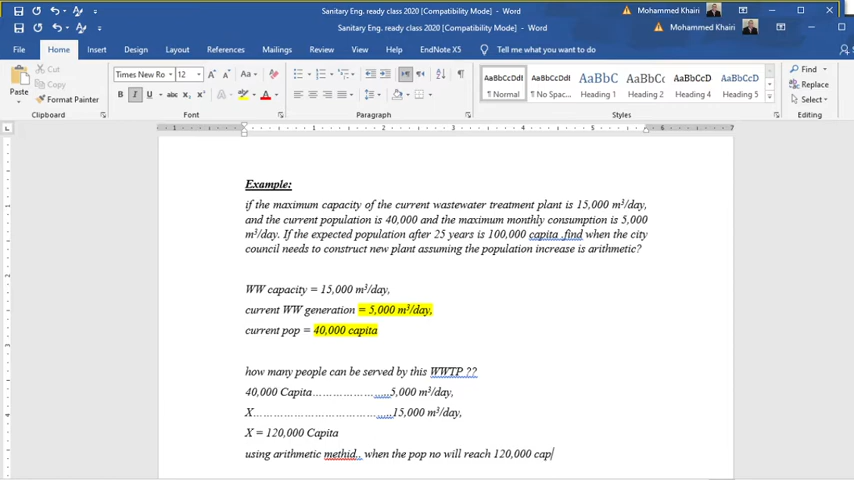 Sanitary Eng. ready class 2020 [Compatibility Mode] - Word
Mohammed Khairi
Sanitary Eng. ready class 2020 [Compatibility Mode] - Word
Mohammed Khairi
File Home Insert Design Layout References Mailings Review View EndNote X5 Tell me what you want to do
Cut
Copy
Paste
Format Painter
Times New Ro 12
Clipboard Font Paragraph Styles Editing
AaBbCcDdI AaBbCcDdI AaBbC AaBbCc AaBbCc AaBbCcI
¶ Normal ¶ No Spac... Heading 1 Heading 2 Heading 4 Heading 5
Find
Replace
Select
Example:
if the maximum capacity of the current wastewater treatment plant is 15,000 m³/day,
and the current population is 40,000 and the maximum monthly consumption is 5,000
m³/day. If the expected population after 25 years is 100,000 capita ,find when the city
council needs to construct new plant assuming the population increase is arithmetic?
WW capacity = 15,000 m³/day,
current WW generation = 5,000 m³/day,
current pop = 40,000 capita
how many people can be served by this WWTP ??
40,000 Capita…………………..5,000 m³/day,
X………………………………..15,000 m³/day,
X = 120,000 Capita
using arithmetic methid.. when the pop no will reach 120,000 cap